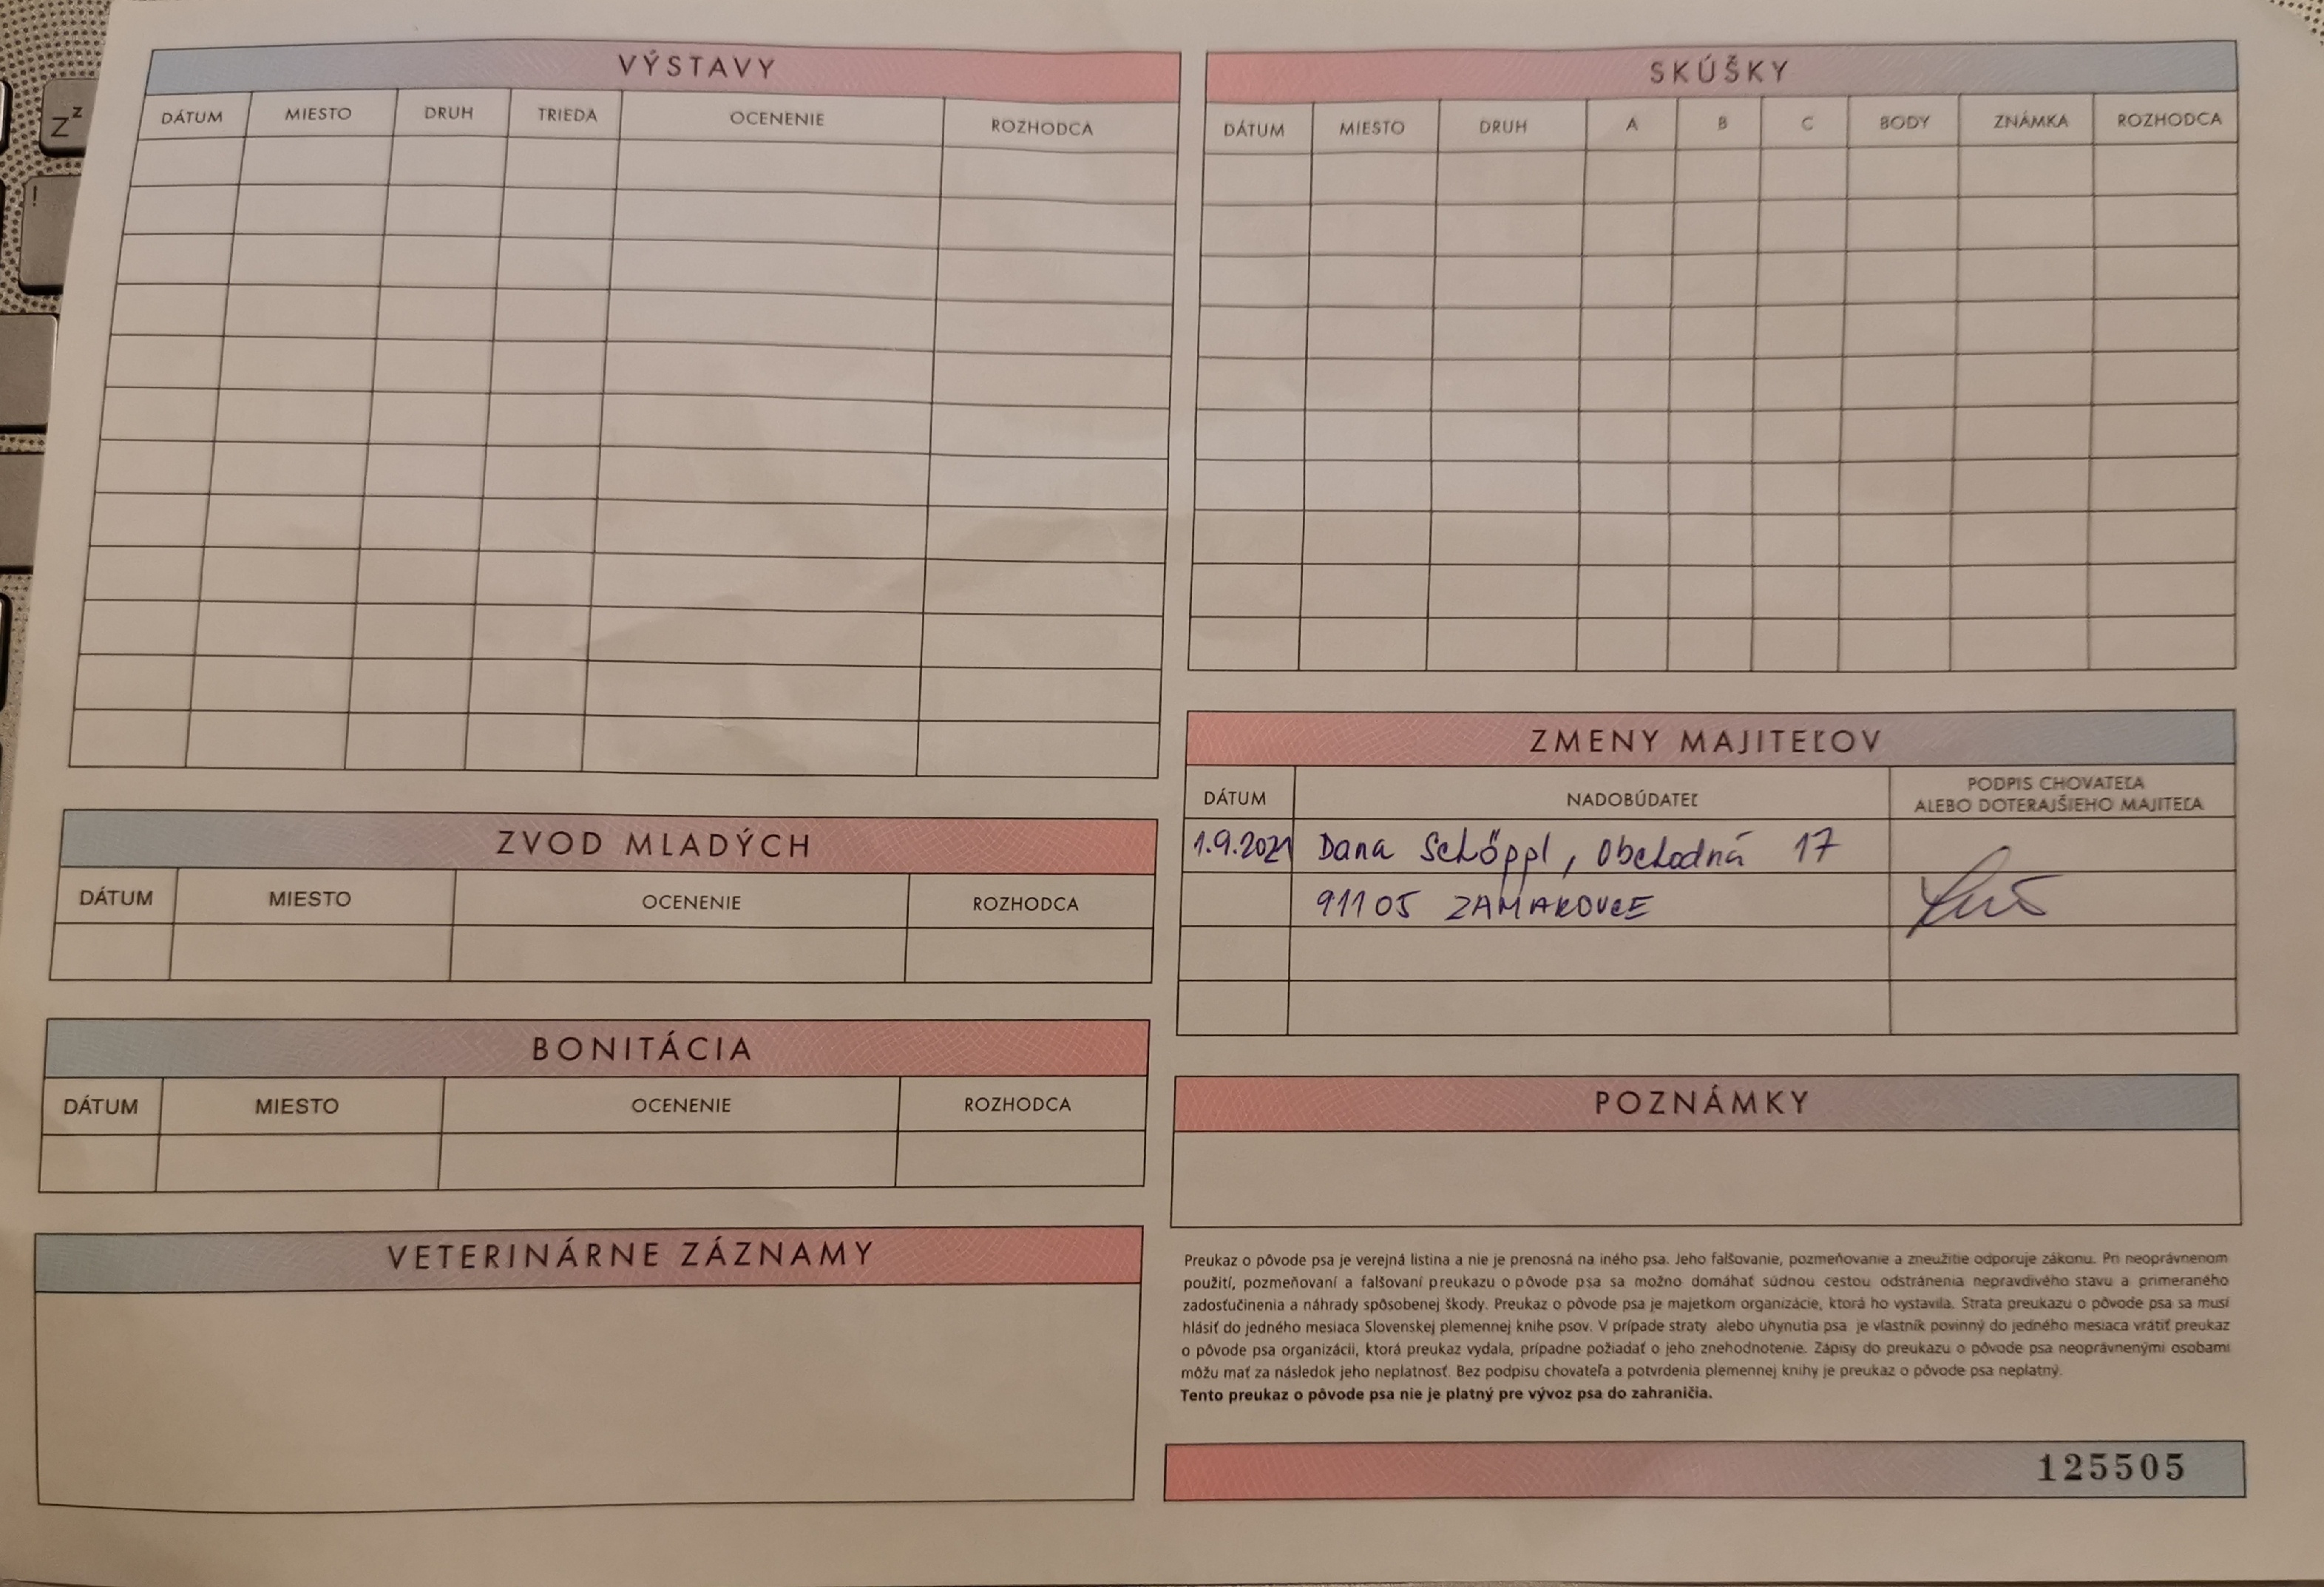 VÝSTAVY
DÁTUM MIESTO DRUH TRIEDA OCENENIE ROZHODCA
ZVOD MLADÝCH
DÁTUM MIESTO OCENENIE ROZHODCA
BONITÁCIA
DÁTUM MIESTO OCENENIE ROZHODCA
VETERINÁRNE ZÁZNAMY
SKÚŠKY
DÁTUM MIESTO DRUH A B C BODY ZNÁMKA ROZHODCA
ZMENY MAJITEĽOV
DÁTUM NADOBÚDATEĽ PODPIS CHOVATEĽA
ALEBO DOTERAJŠIEHO MAJITEĽA
1.9.2021 Dana Schöppl, Obchodná 17
91105 ZAMAROVCE
POZNÁMKY
Preukaz o pôvode psa je verejná listina a nie je prenosná na iného psa. Jeho falšovanie, pozmeňovanie a zneužitie odporuje zákonu. Pri neoprávnenom
použití, pozmeňovaní a falšovaní preukazu o pôvode psa sa možno domáhať súdnou cestou odstránenia nepravdivého stavu a primeraného
zadosťučinenia a náhrady spôsobenej škody. Preukaz o pôvode psa je majetkom organizácie, ktorá ho vystavila. Strata preukazu o pôvode psa sa musí
hlásiť do jedného mesiaca Slovenskej plemennej knihe psov. V prípade straty alebo uhynutia psa je vlastník povinný do jedného mesiaca vrátiť preukaz
o pôvode psa organizácii, ktorá preukaz vydala, prípadne požiadať o jeho znehodnotenie. Zápisy do preukazu o pôvode psa neoprávnenými osobami
môžu mať za následok jeho neplatnosť. Bez podpisu chovateľa a potvrdenia plemennej knihy je preukaz o pôvode psa neplatný.
Tento preukaz o pôvode psa nie je platný pre vývoz psa do zahraničia.
125505
Z z
!